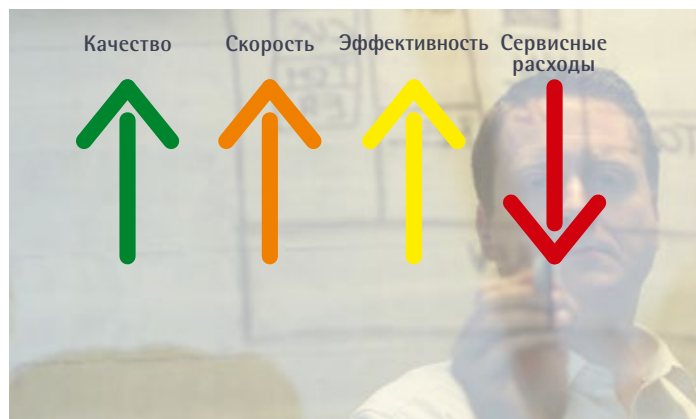 Качество
Скорость
Эффективность
Сервисные
расходы